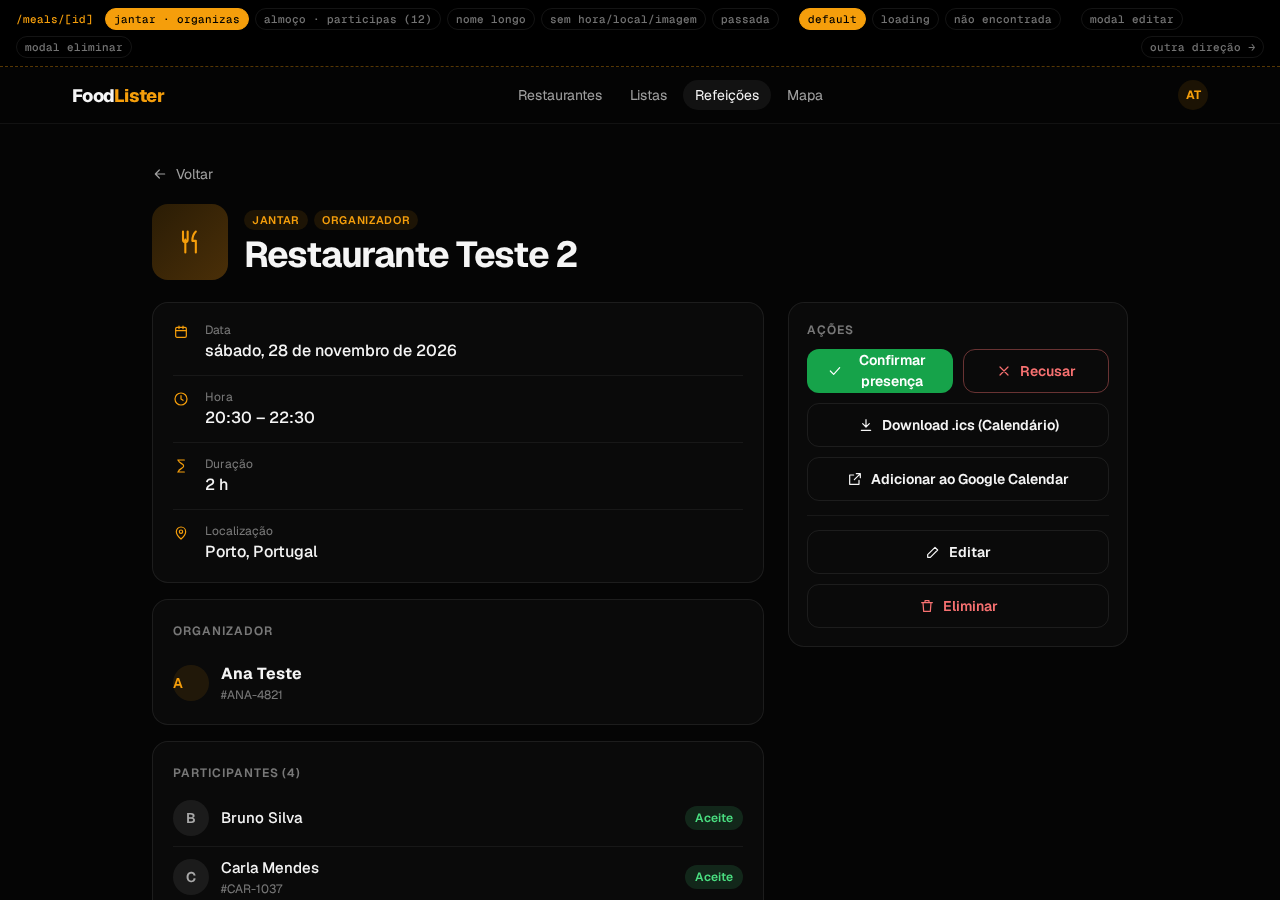 /meals/[id] jantar · organizas almoço · participas (12) nome longo sem hora/local/imagem passada default loading não encontrada modal editar
modal eliminar outra direção →
FoodLister Restaurantes Listas Refeições Mapa AT
← Voltar
JANTAR ORGANIZADOR
Restaurante Teste 2
Data
sábado, 28 de novembro de 2026
Hora
20:30 – 22:30
Duração
2 h
Localização
Porto, Portugal
ORGANIZADOR
A
Ana Teste
#ANA-4821
PARTICIPANTES (4)
B Bruno Silva Aceite
C
Carla Mendes
#CAR-1037
Aceite
AÇÕES
Confirmar
presença
Recusar
Download .ics (Calendário)
Adicionar ao Google Calendar
Editar
Eliminar